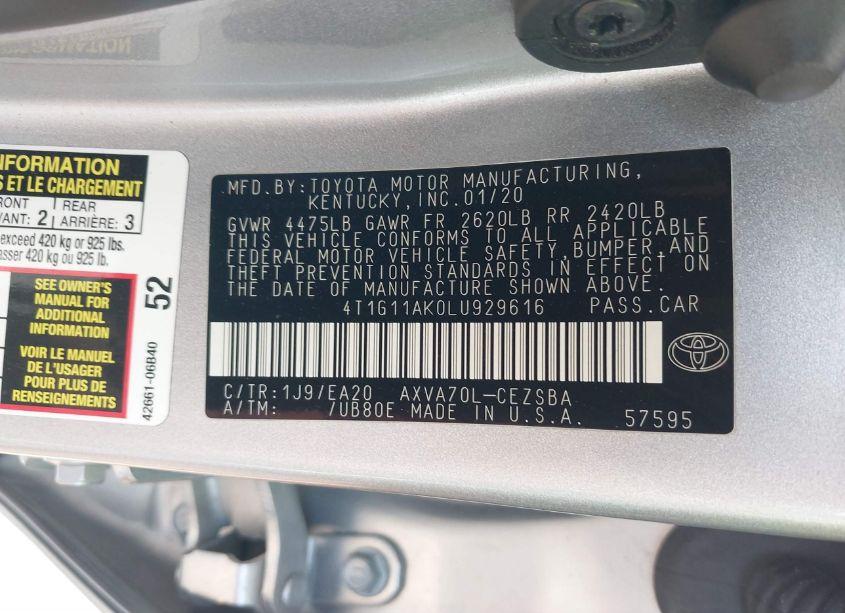 INFORMATION
S ET LE CHARGEMENT
FRONT REAR
VANT: 2 ARRIÈRE: 3
exceed 420 kg or 925 lbs.
asser 420 kg ou 925 lb.
SEE OWNER'S
MANUAL FOR
ADDITIONAL
INFORMATION
VOIR LE MANUEL
DE L'USAGER
POUR PLUS DE
RENSEIGNEMENTS
52
42661-06B40
MFD.BY:TOYOTA MOTOR MANUFACTURING,
KENTUCKY,INC.01/20
GVWR 4475LB GAWR FR 2620LB RR 2420LB
THIS VEHICLE CONFORMS TO ALL APPLICABLE
FEDERAL MOTOR VEHICLE SAFETY,BUMPER,AND
THEFT PREVENTION STANDARDS IN EFFECT ON
THE DATE OF MANUFACTURE SHOWN ABOVE.
4T1G11AK0LU929616 PASS.CAR
C/TR:1J9/EA20 AXVA70L-CEZSBA
A/TM: /UB80E MADE IN U.S.A. 57595